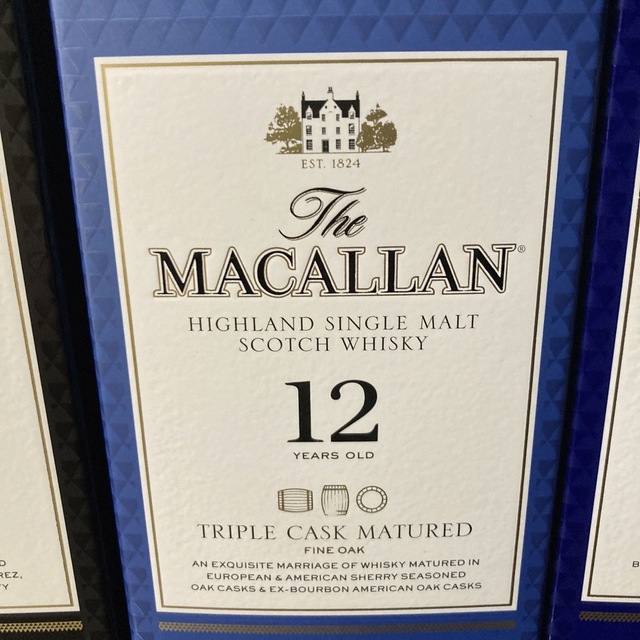 EST. 1824
The
MACALLAN®
HIGHLAND SINGLE MALT
SCOTCH WHISKY
12
YEARS OLD
TRIPLE CASK MATURED
FINE OAK
AN EXQUISITE MARRIAGE OF WHISKY MATURED IN
EUROPEAN & AMERICAN SHERRY SEASONED
OAK CASKS & EX-BOURBON AMERICAN OAK CASKS